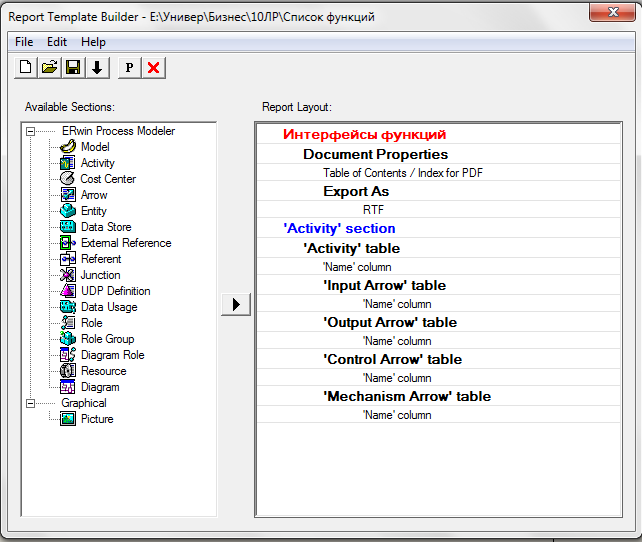 Report Template Builder - E:\Универ\Бизнес\10ЛР\Список функций
File Edit Help
P
Available Sections:
ERwin Process Modeler
Model
Activity
Cost Center
Arrow
Entity
Data Store
External Reference
Referent
Junction
UDP Definition
Data Usage
Role
Role Group
Diagram Role
Resource
Diagram
Graphical
Picture
Report Layout:
Интерфейсы функций
Document Properties
Table of Contents / Index for PDF
Export As
RTF
'Activity' section
'Activity' table
'Name' column
'Input Arrow' table
'Name' column
'Output Arrow' table
'Name' column
'Control Arrow' table
'Name' column
'Mechanism Arrow' table
'Name' column